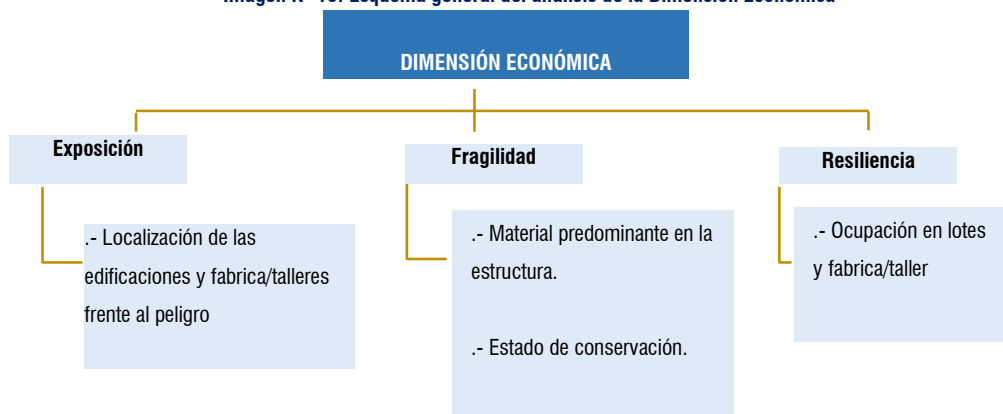 DIMENSIÓN ECONÓMICA
Exposición
.- Localización de las
edificaciones y fabrica/talleres
frente al peligro
Fragilidad
.- Material predominante en la
estructura.
.- Estado de conservación.
Resiliencia
.- Ocupación en lotes
y fabrica/taller